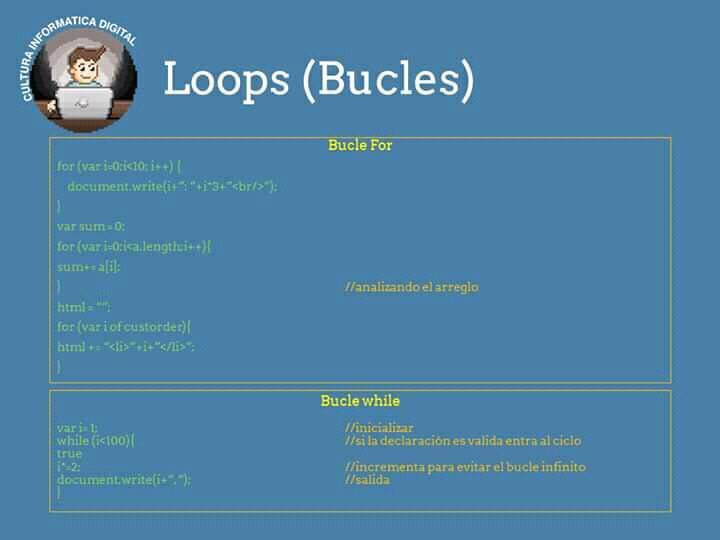 CULTURA INFORMATICA DIGITAL
Loops (Bucles)
Bucle For
for (var i=0;i<10; i++) {
document.write(i+": "+i*3+"<br/>");
}
var sum = 0;
for (var i=0;i<a.length;i++){
sum+= a[i];
} //analizando el arreglo
html = "";
for (var i of custorder){
html += "<li>"+i+"</li>";
}
Bucle while
var i= 1; //inicializar
while (i<100){ //si la declaración es valida entra al ciclo
true
i*=2; //incrementa para evitar el bucle infinito
document.write(i+", "); //salida
}